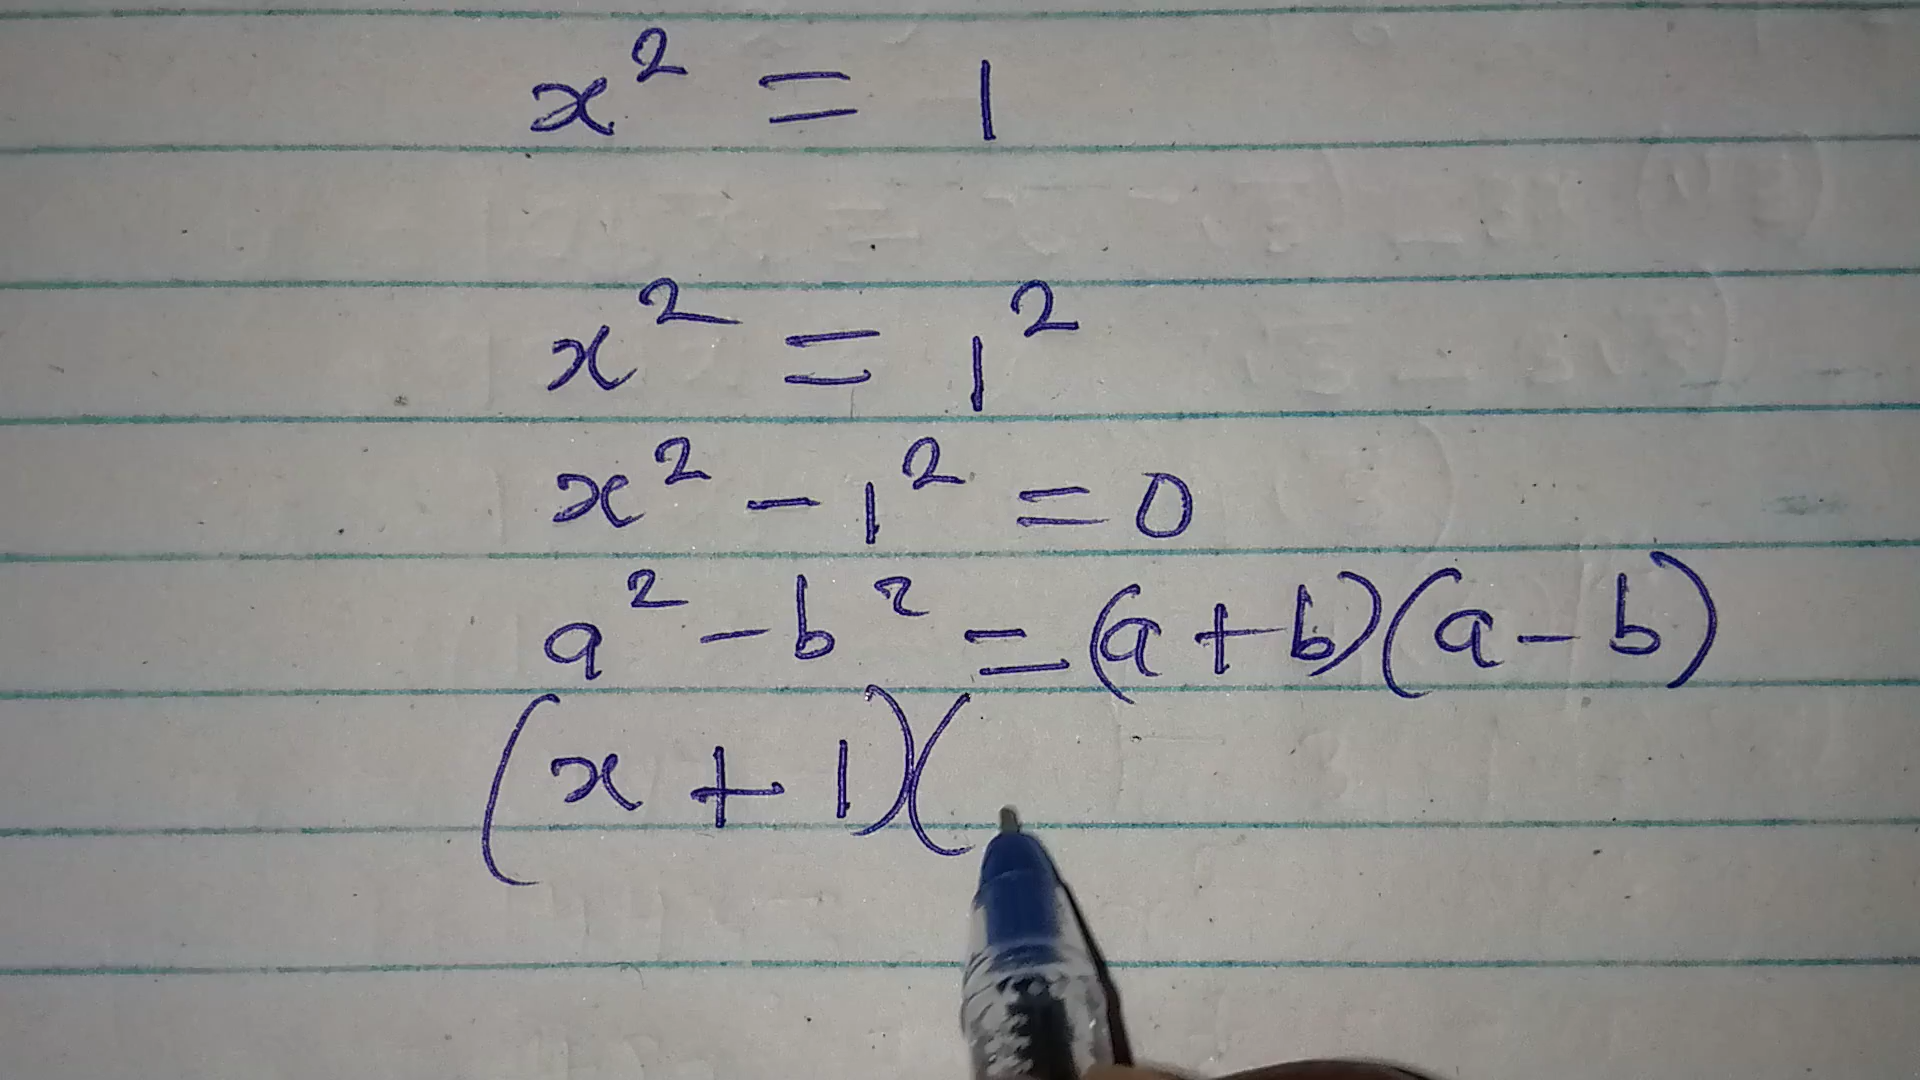 x² = 1
x² = 1²
x² - 1² = 0
a² - b² = (a + b)(a - b)
(x + 1)(